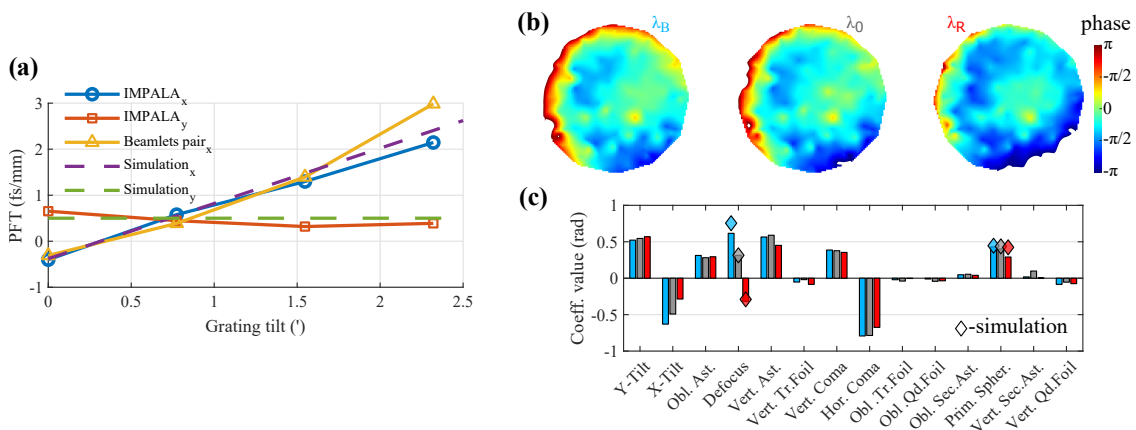 (a)
IMPALAx
IMPALAy
Beamlets pairx
Simulationx
Simulationy
PFT (fs/mm)
3
2
1
0
-1
0
0.5
1
1.5
2
2.5
Grating tilt (')
(b)
λB
λ0
λR
phase
π
π/2
0
-π/2
-π
(c)
Coeff. value (rad)
1
0.5
0
-0.5
-1
◇-simulation
Y-Tilt
X-Tilt
Obl. Ast.
Defocus
Vert. Ast.
Vert. Tr.Foil
Vert. Coma
Hor. Coma
Obl .Tr.Foil
Obl .Qd.Foil
Obl. Sec.Ast.
Prim. Spher.
Vert. Sec.Ast.
Vert. Qd.Foil